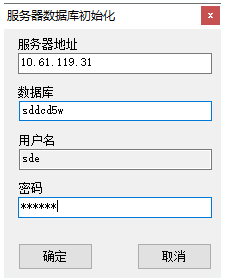 服务器数据库初始化
x
服务器地址
10.61.119.31
数据库
sddcd5w
用户名
sde
密码
******
确定
取消